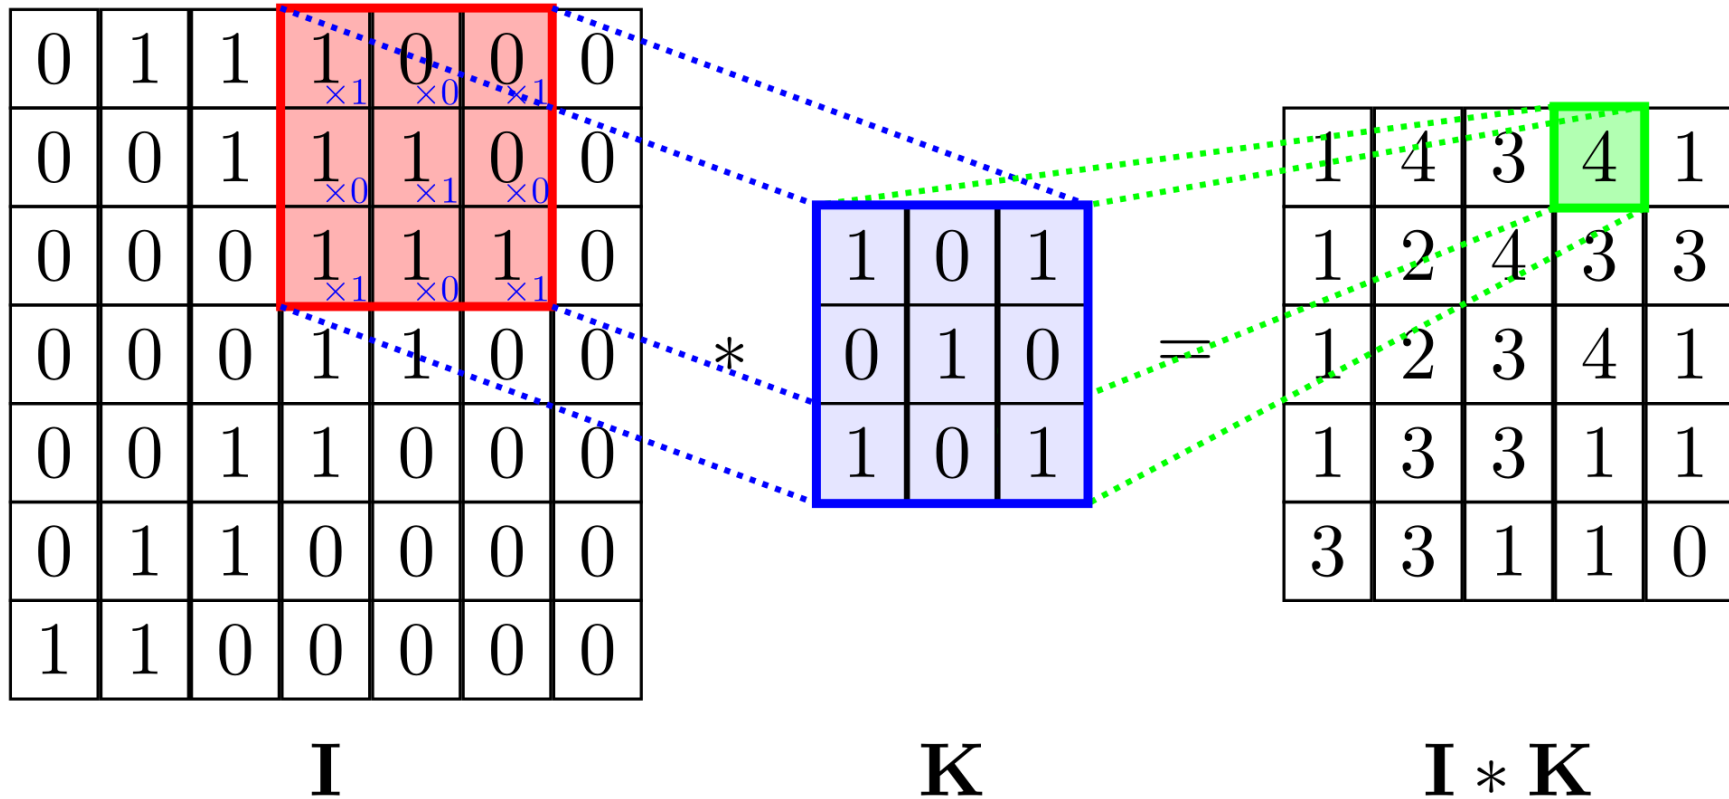 0 1 1 1×1 0×0 0×1 0
0 0 1 1×0 1×1 0×0 0
0 0 0 1×1 1×0 1×1 0
0 0 0 1 1 0 0
0 0 1 1 0 0 0
0 1 1 0 0 0 0
1 1 0 0 0 0 0
I
*
1 0 1
0 1 0
1 0 1
K
=
1 4 3 4 1
1 2 4 3 3
1 2 3 4 1
1 3 3 1 1
3 3 1 1 0
I * K